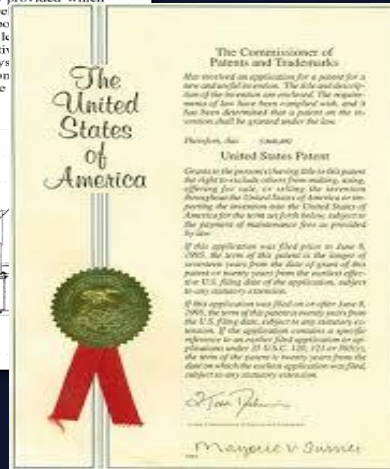 provided which
The
United
States
of
America
The Commissioner of
Patents and Trademarks
Has received an application for a patent for a
new and useful invention. The title and descrip-
tion of the invention are enclosed. The require-
ments of law have been complied with, and it
has been determined that a patent on the in-
vention shall be granted under the law.
Therefore, this
United States Patent
Grants to the person(s) having title to this patent
the right to exclude others from making, using,
offering for sale, or selling the invention
throughout the United States of America or im-
porting the invention into the United States of
America for the term set forth below, subject to
the payment of maintenance fees as provided
by law.
If this application was filed prior to June 8,
1995, the term of this patent is the longer of
seventeen years from the date of grant of this
patent or twenty years from the earliest effec-
tive U.S. filing date of the application, subject
to any statutory extension.
If this application was filed on or after June 8,
1995, the term of this patent is twenty years from
the U.S. filing date, subject to any statutory ex-
tension. If the application contains a specific
reference to an earlier filed application or ap-
plications under 35 U.S.C. 120, 121 or 365(c),
the term of the patent is twenty years from the
date on which the earliest application was filed,
subject to any statutory extension.
Marjorie V. Turner